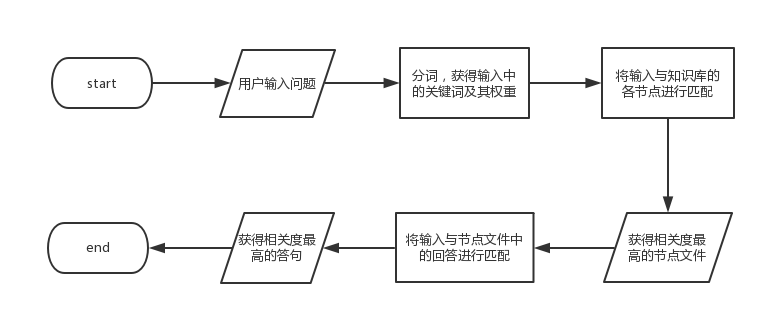 start
用户输入问题
分词，获得输入中
的关键词及其权重
将输入与知识库的
各节点进行匹配
获得相关度最
高的节点文件
将输入与节点文件中
的回答进行匹配
获得相关度最
高的答句
end